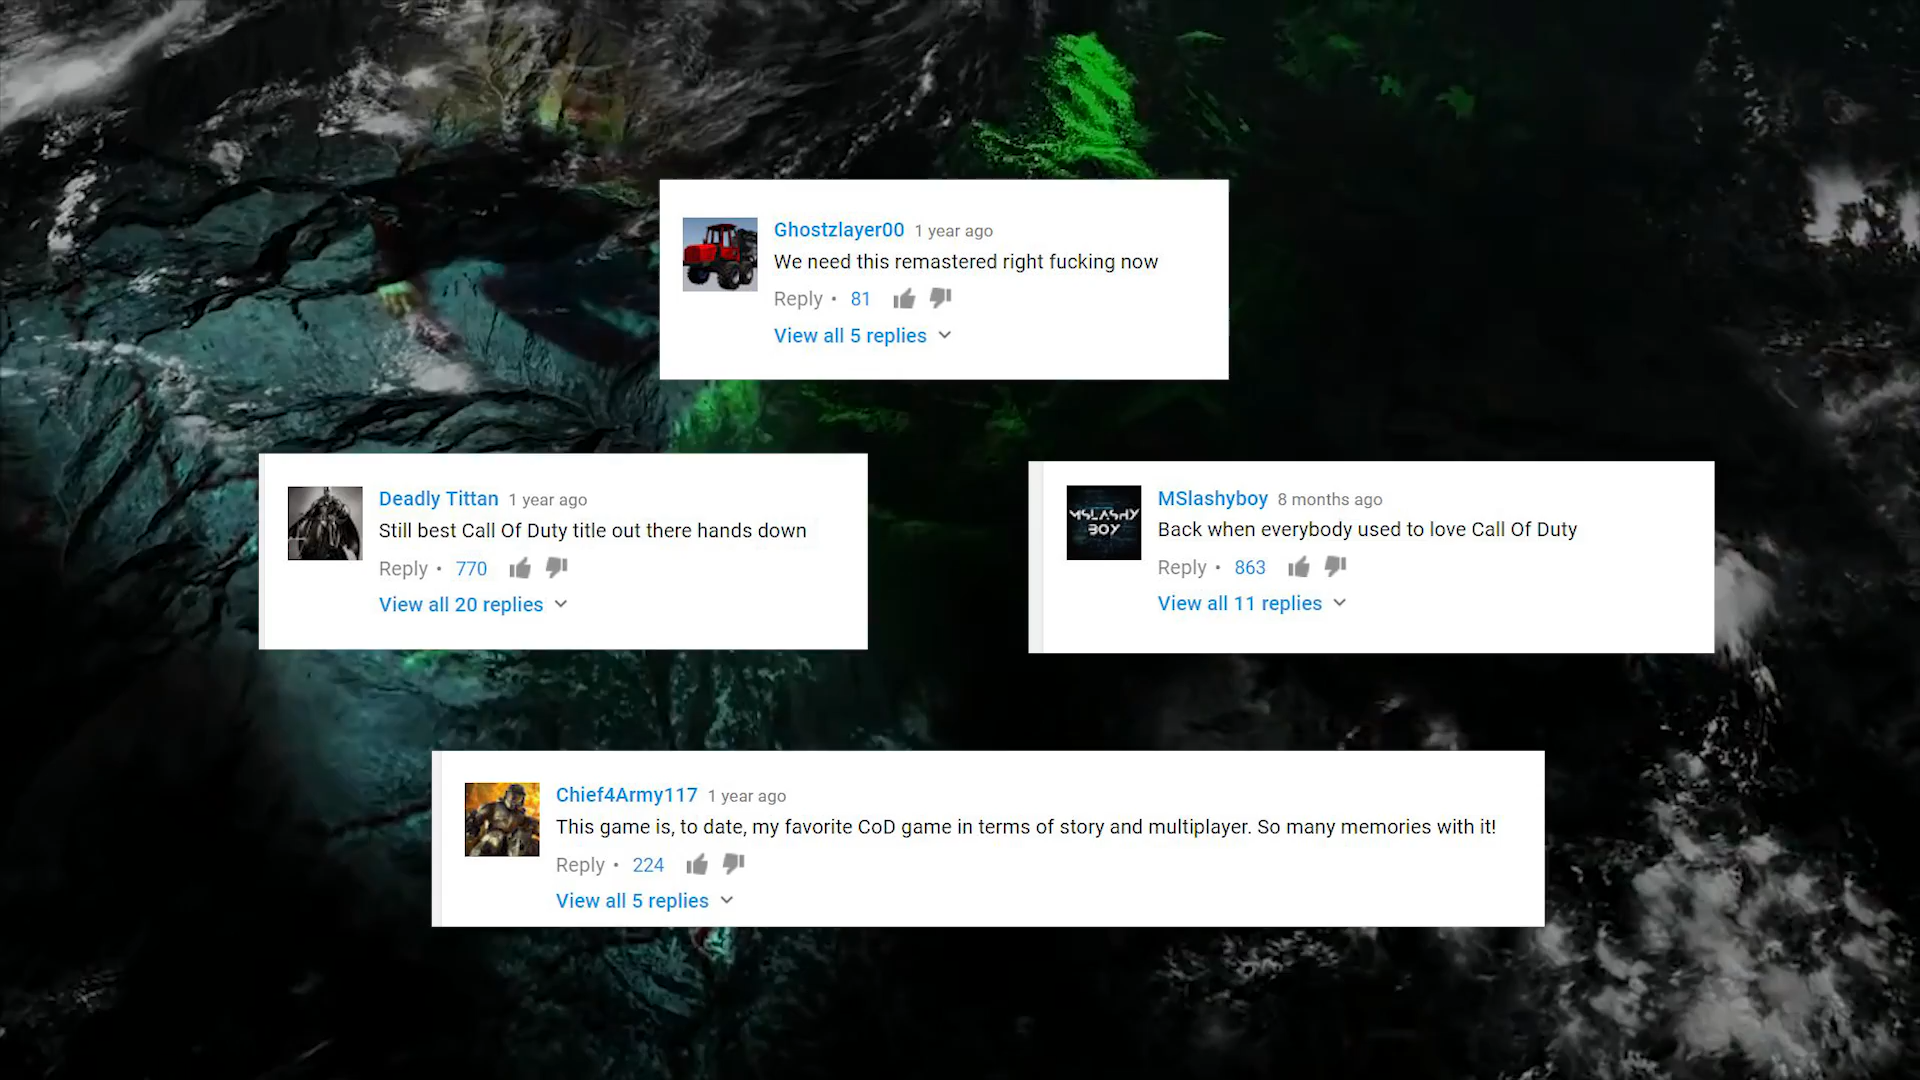 Ghostzlayer00 1 year ago
We need this remastered right fucking now
Reply • 81
View all 5 replies
Deadly Tittan 1 year ago
Still best Call Of Duty title out there hands down
Reply • 770
View all 20 replies
MSLASHY
BOY
MSlashyboy 8 months ago
Back when everybody used to love Call Of Duty
Reply • 863
View all 11 replies
Chief4Army117 1 year ago
This game is, to date, my favorite CoD game in terms of story and multiplayer. So many memories with it!
Reply • 224
View all 5 replies